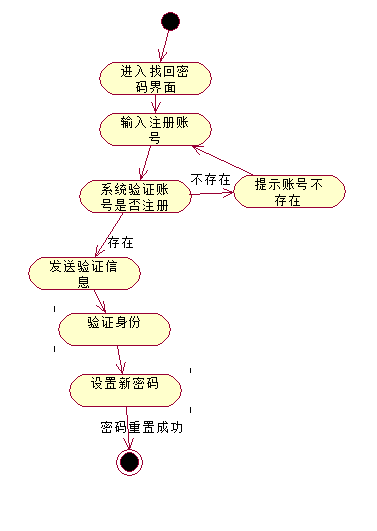 进入找回密
码界面
输入注册账
号
系统验证账
号是否注册
不存在
提示账号不
存在
存在
发送验证信
息
验证身份
设置新密码
密码重置成功